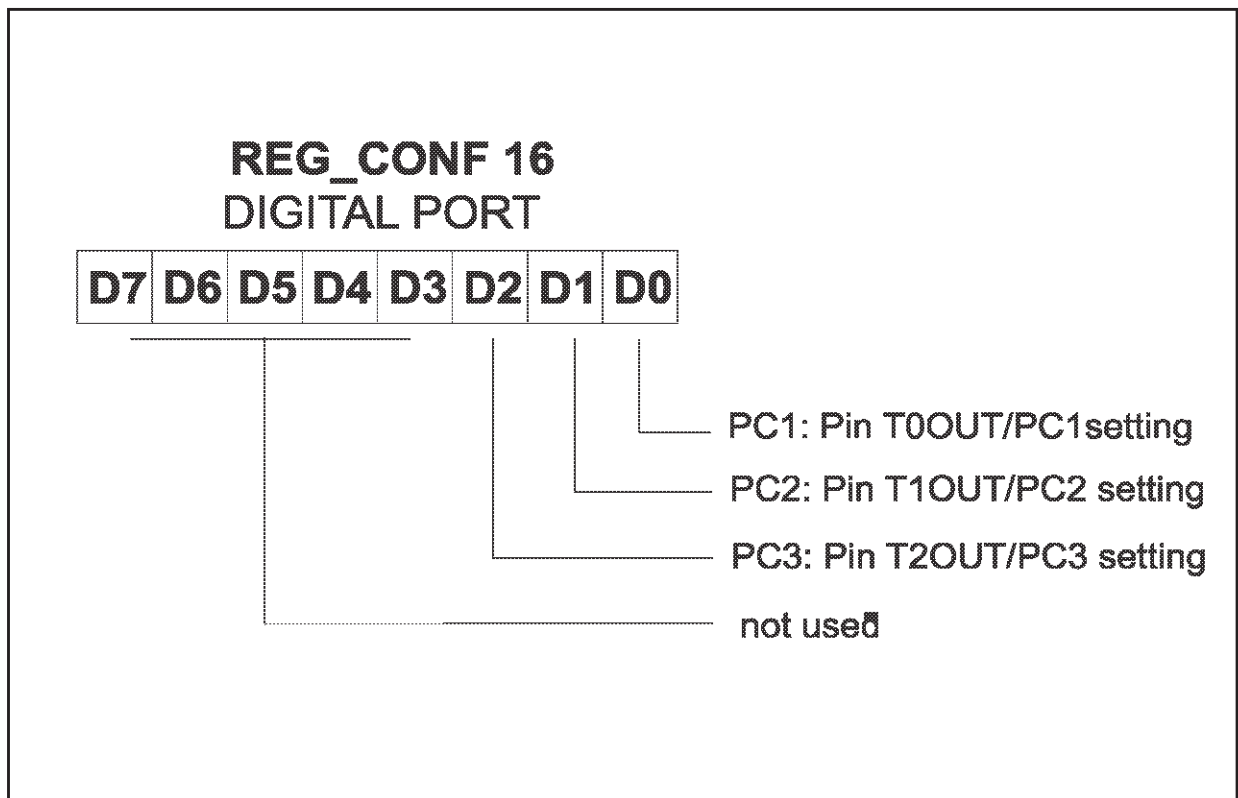 REG_CONF 16
DIGITAL PORT
D7 D6 D5 D4 D3 D2 D1 D0
PC1: Pin T0OUT/PC1setting
PC2: Pin T1OUT/PC2 setting
PC3: Pin T2OUT/PC3 setting
not used